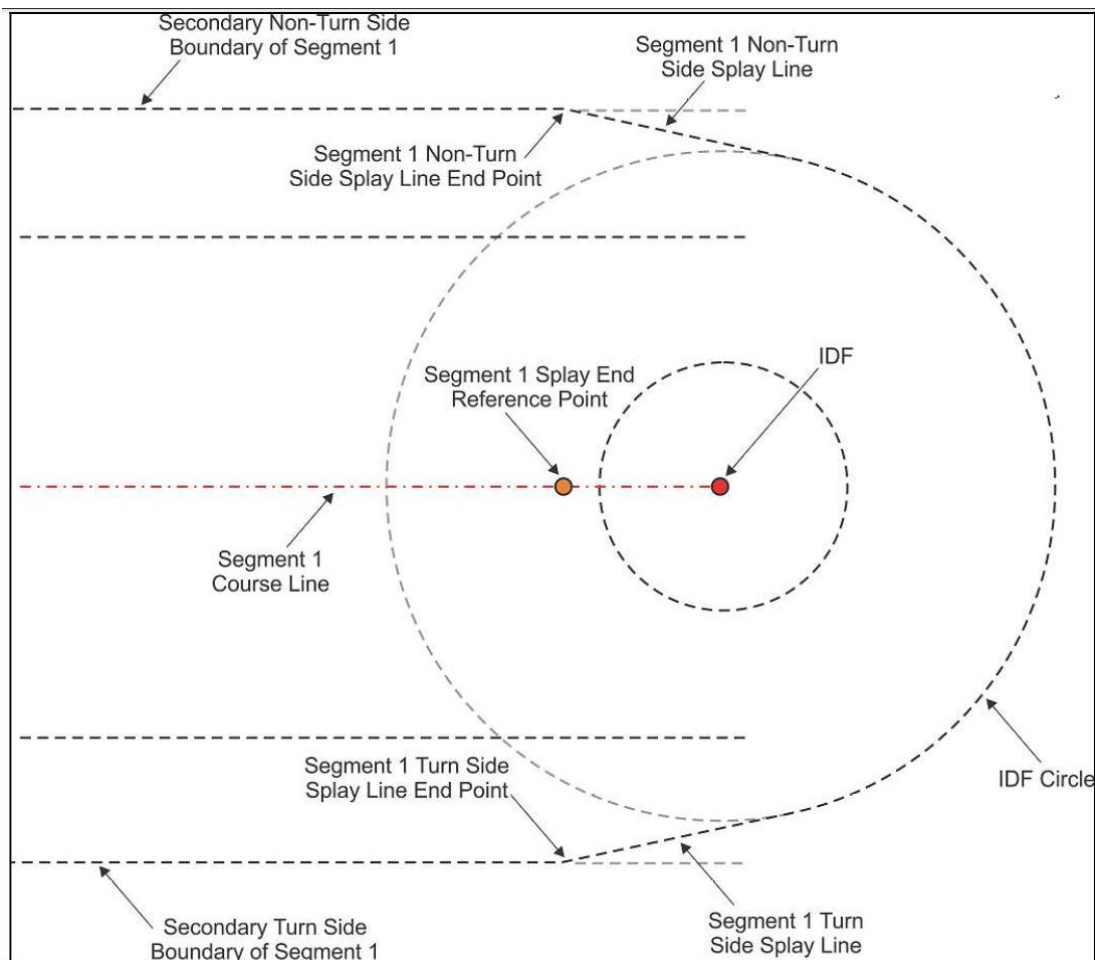 Secondary Non-Turn Side
Boundary of Segment 1
Segment 1 Non-Turn
Side Splay Line
Segment 1 Non-Turn
Side Splay Line End Point
IDF
Segment 1 Splay End
Reference Point
Segment 1
Course Line
Segment 1 Turn Side
Splay Line End Point
IDF Circle
Secondary Turn Side
Boundary of Segment 1
Segment 1 Turn
Side Splay Line